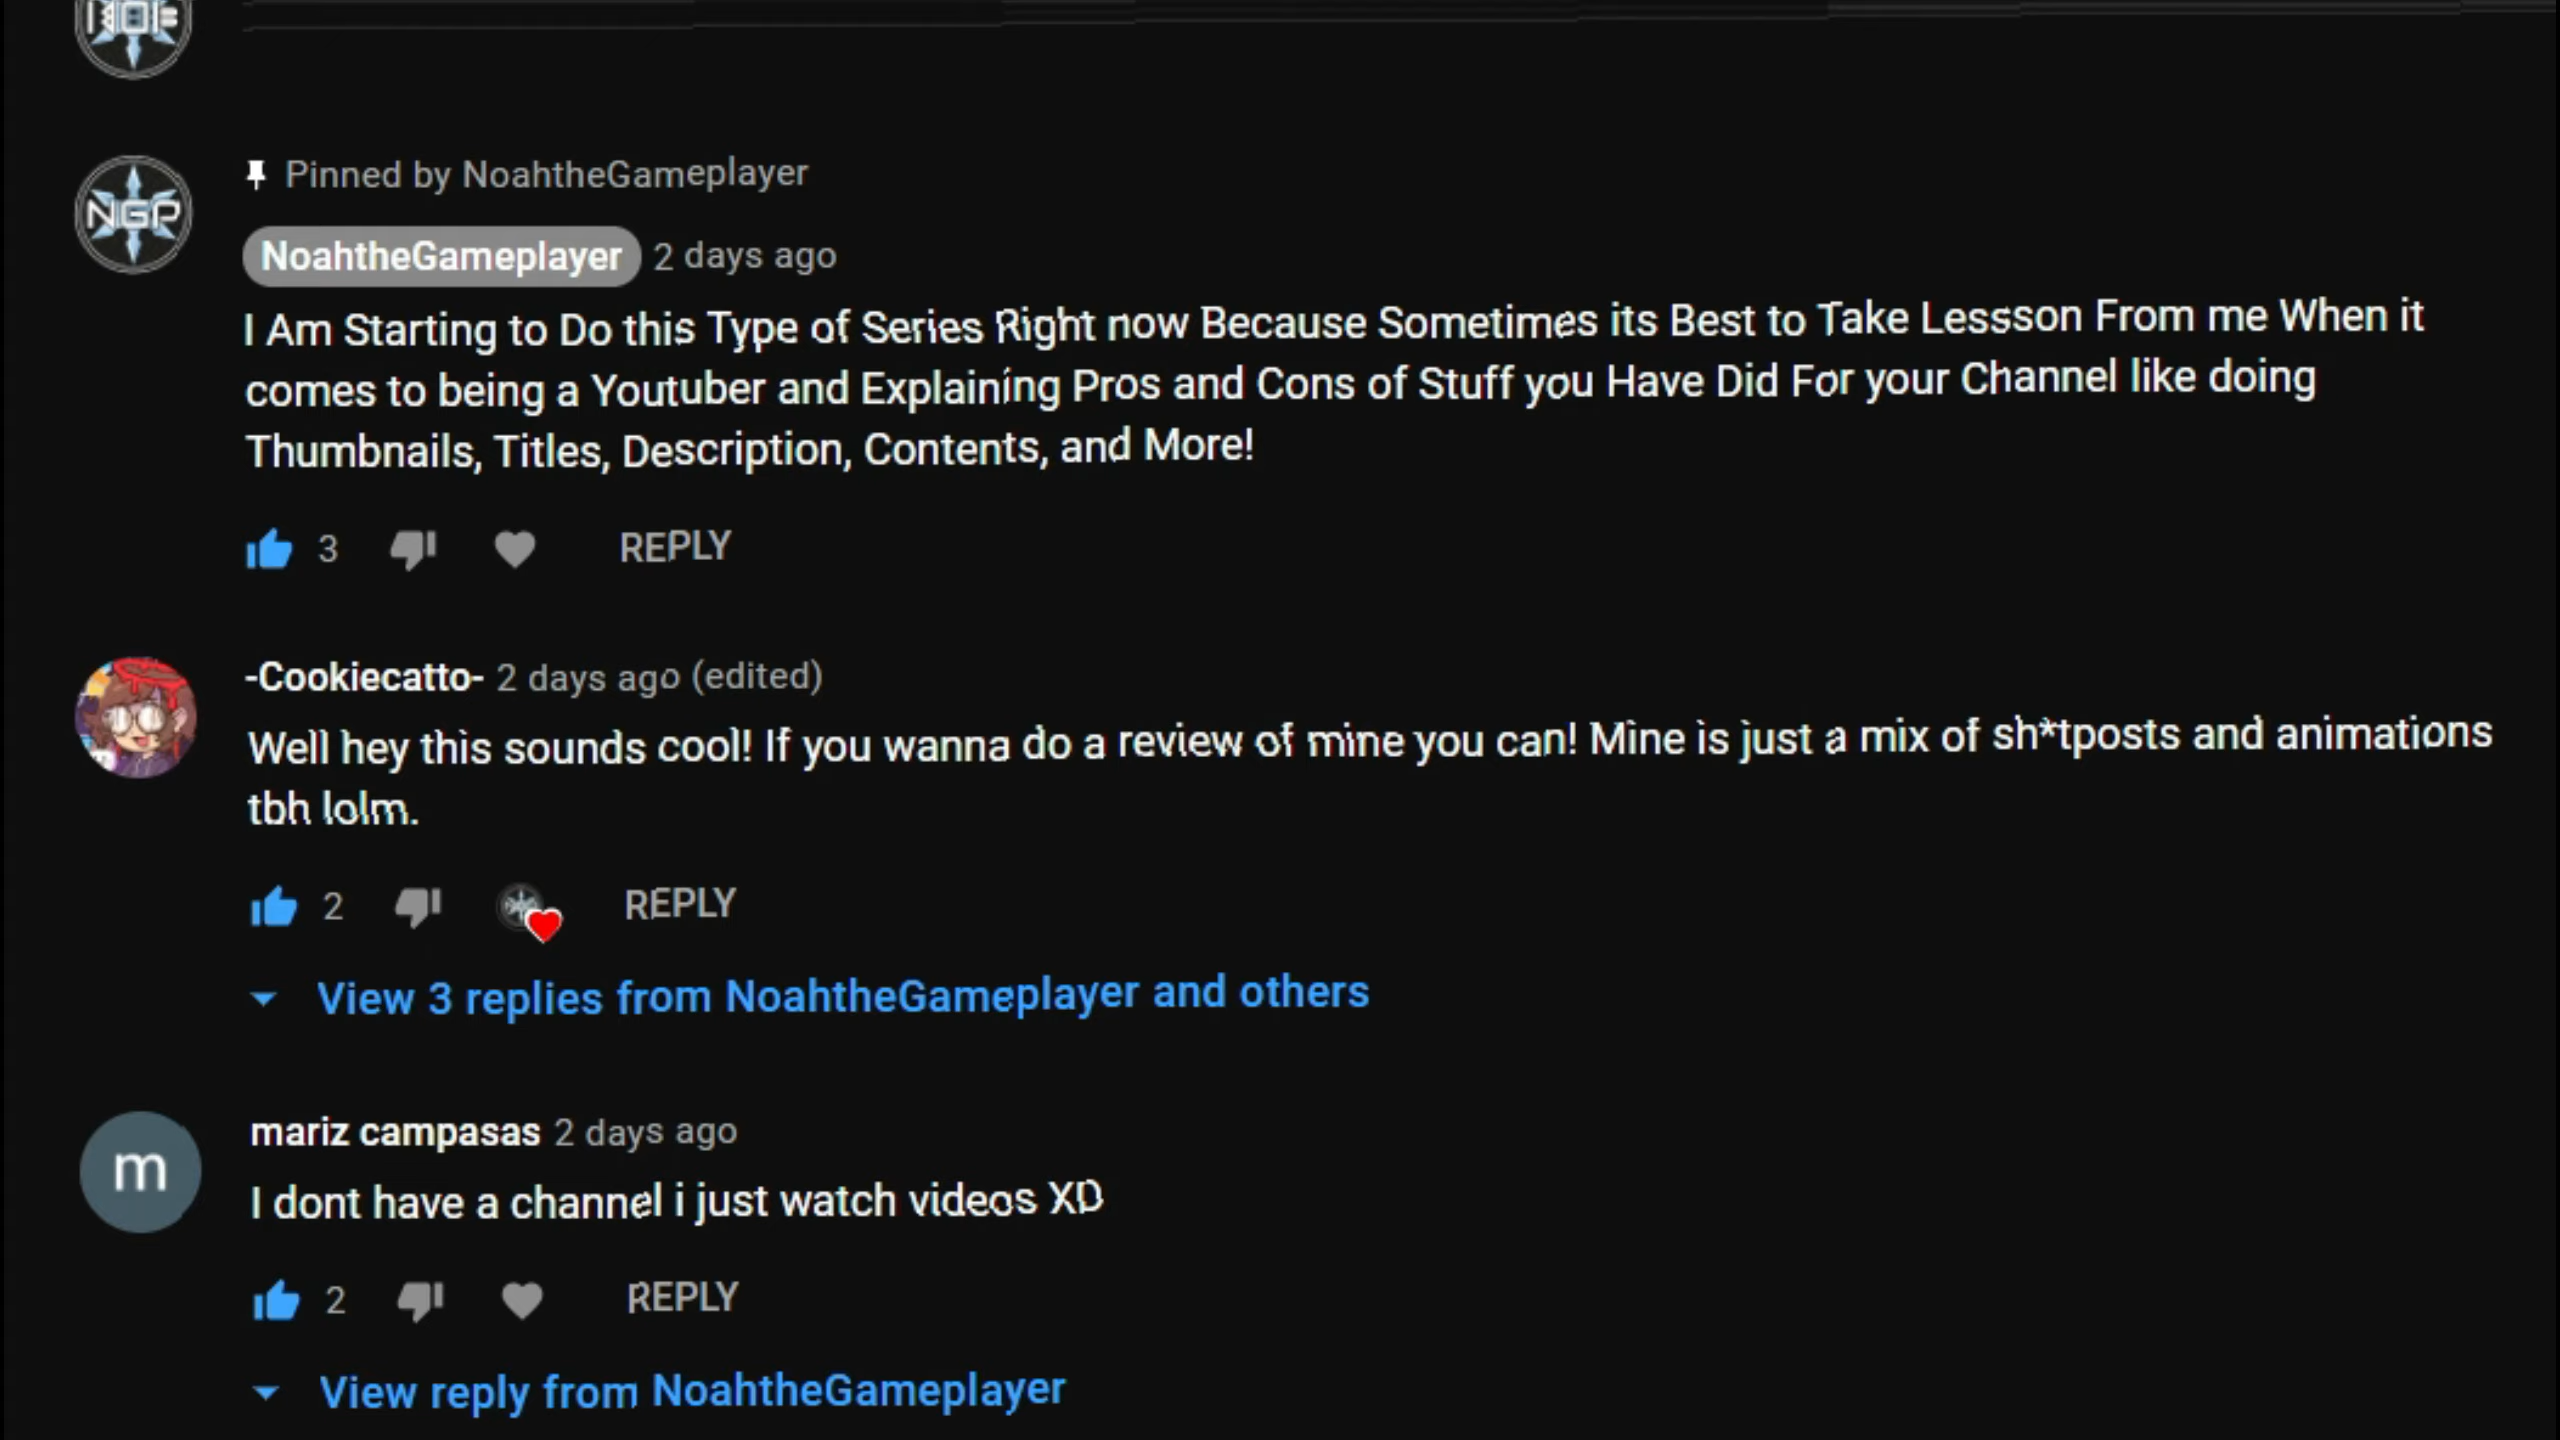 Pinned by NoahtheGameplayer
NGP
NoahtheGameplayer 2 days ago
I Am Starting to Do this Type of Series Right now Because Sometimes its Best to Take Lessson From me When it
comes to being a Youtuber and Explaining Pros and Cons of Stuff you Have Did For your Channel like doing
Thumbnails, Titles, Description, Contents, and More!
3 REPLY
-Cookiecatto- 2 days ago (edited)
Well hey this sounds cool! If you wanna do a review of mine you can! Mine is just a mix of sh*tposts and animations
tbh lolm.
2 REPLY
View 3 replies from NoahtheGameplayer and others
m
mariz campasas 2 days ago
I dont have a channel i just watch videos XD
2 REPLY
View reply from NoahtheGameplayer